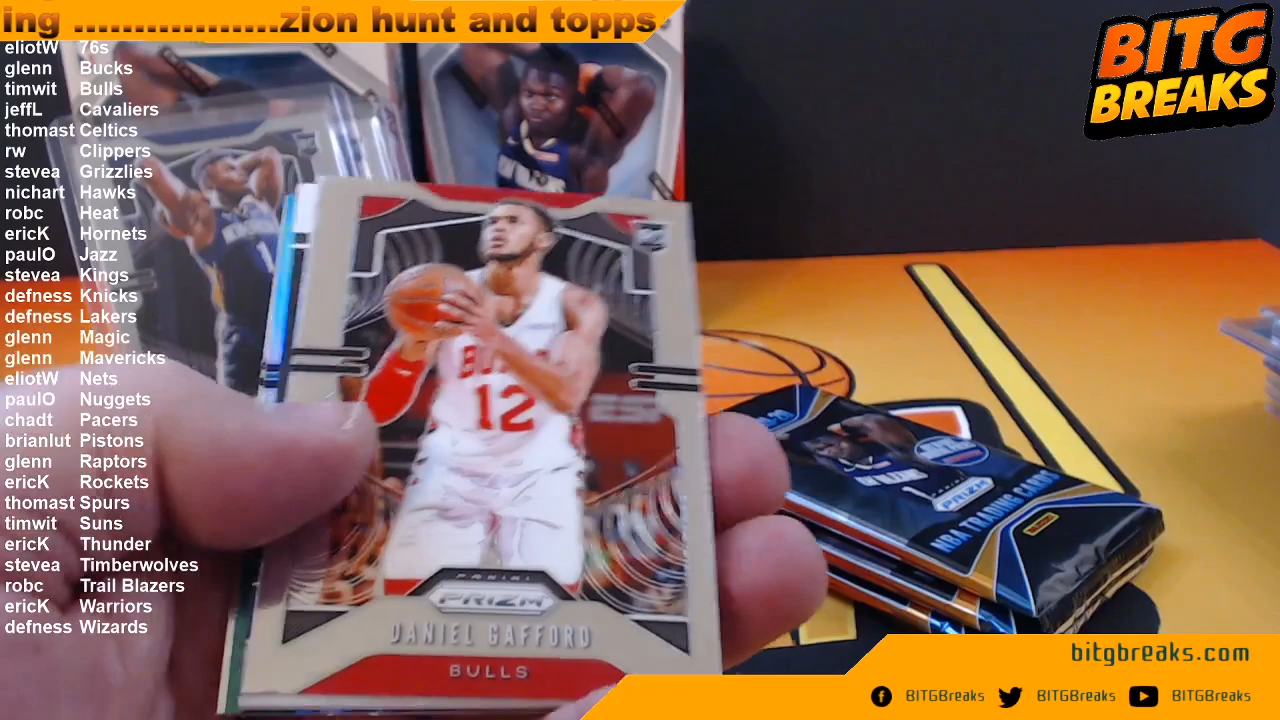 ing .................zion hunt and topps
BITG
BREAKS
eliotW 76s
glenn Bucks
timwit Bulls
jeffL Cavaliers
thomast Celtics
rw Clippers
stevea Grizzlies
nichart Hawks
robc Heat
ericK Hornets
paulO Jazz
stevea Kings
defness Knicks
defness Lakers
glenn Magic
glenn Mavericks
eliotW Nets
paulO Nuggets
chadt Pacers
brianlut Pistons
glenn Raptors
ericK Rockets
thomast Spurs
timwit Suns
ericK Thunder
stevea Timberwolves
robc Trail Blazers
ericK Warriors
defness Wizards
12
PANINI
PRIZM
DANIEL GAFFORD
BULLS
PANINI
PRIZM
NBA TRADING CARDS
bitgbreaks.com
BITGBreaks
BITGBreaks
BITGBreaks